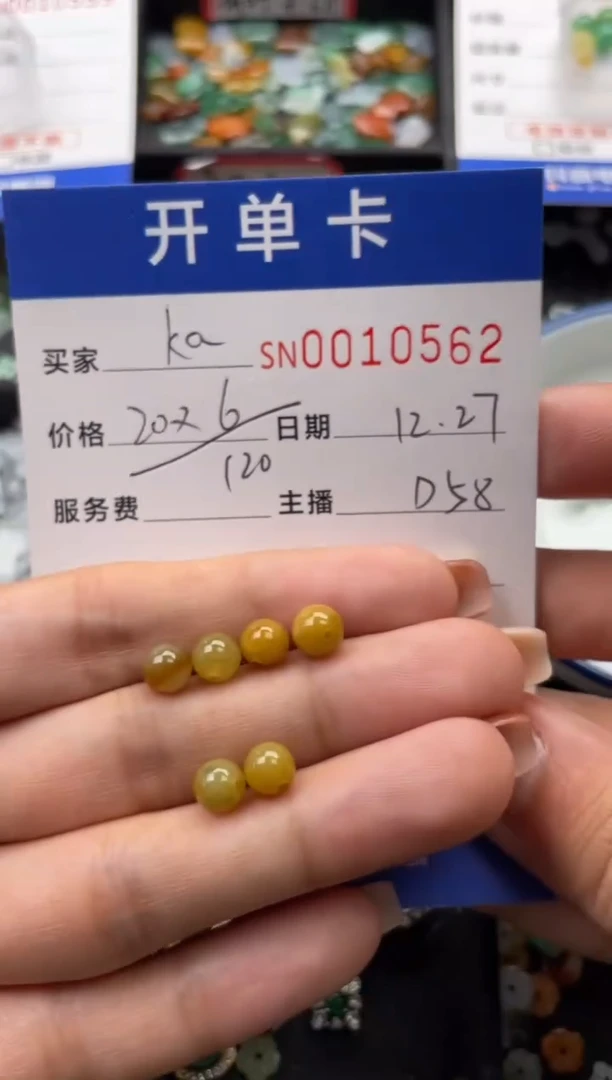 开单卡
买家 ka SN0010562
价格 20x6 日期 12.27
120
服务费 主播 D58